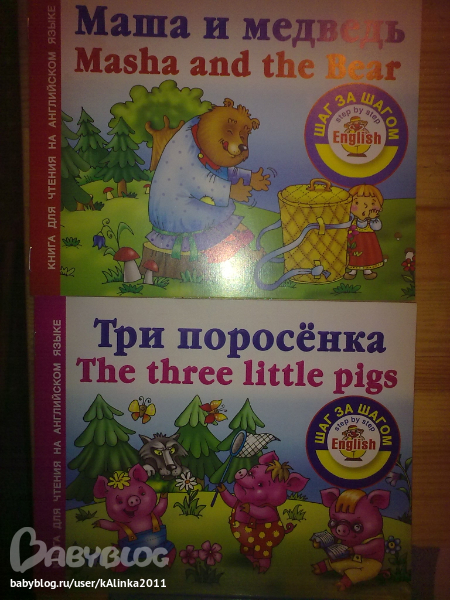 Маша и медведь
Masha and the Bear
КНИГА ДЛЯ ЧТЕНИЯ НА АНГЛИЙСКОМ ЯЗЫКЕ
ШАГ ЗА ШАГОМ
step by step
English
Три поросёнка
The three little pigs
КНИГА ДЛЯ ЧТЕНИЯ НА АНГЛИЙСКОМ ЯЗЫКЕ
ШАГ ЗА ШАГОМ
step by step
English
BABYBLOG
babyblog.ru/user/kAlinka2011